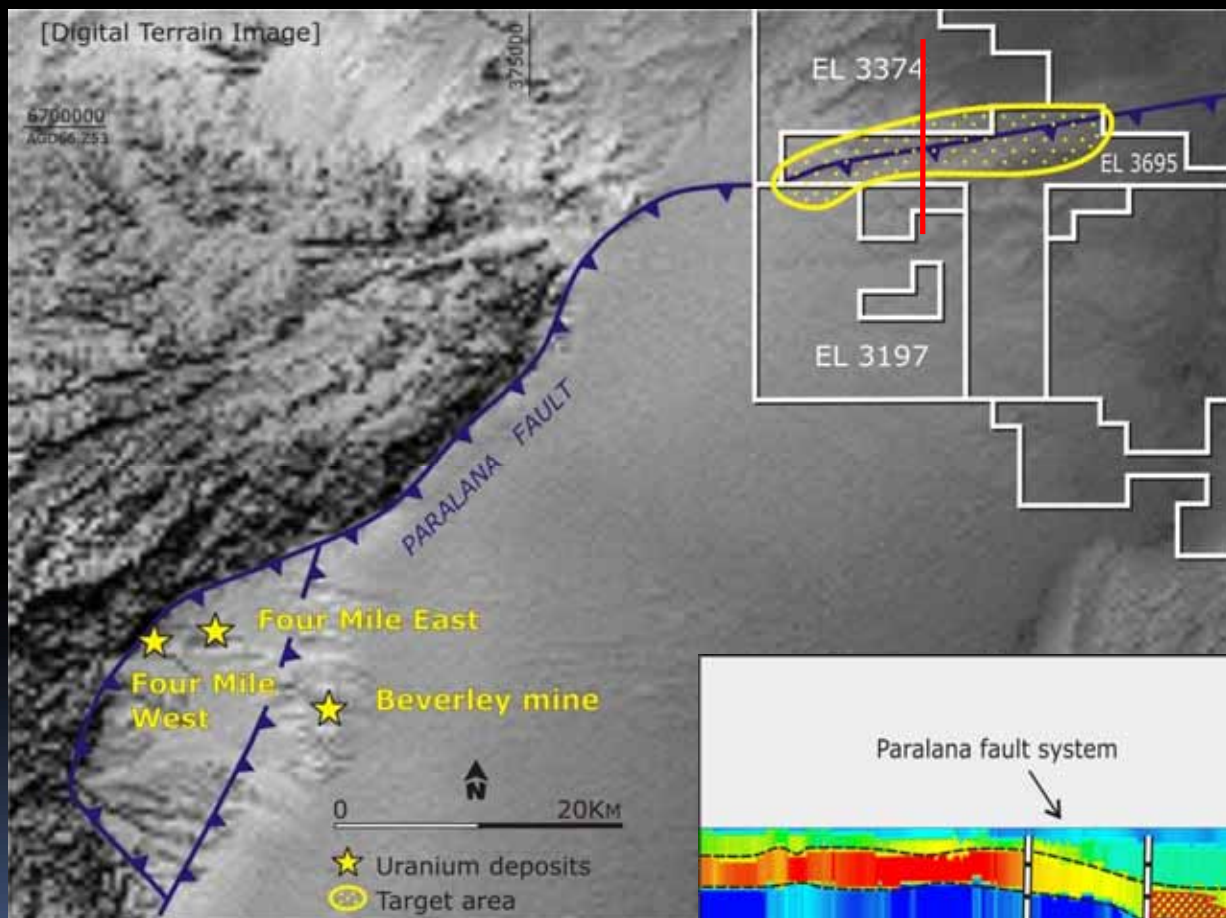 [Digital Terrain Image]
375000
EL 3374
6700000
AGD66.Z53
EL 3695
EL 3197
PARALANA FAULT
Four Mile East
Four Mile
West
Beverley mine
N
0 20KM
Uranium deposits
Target area
Paralana fault system